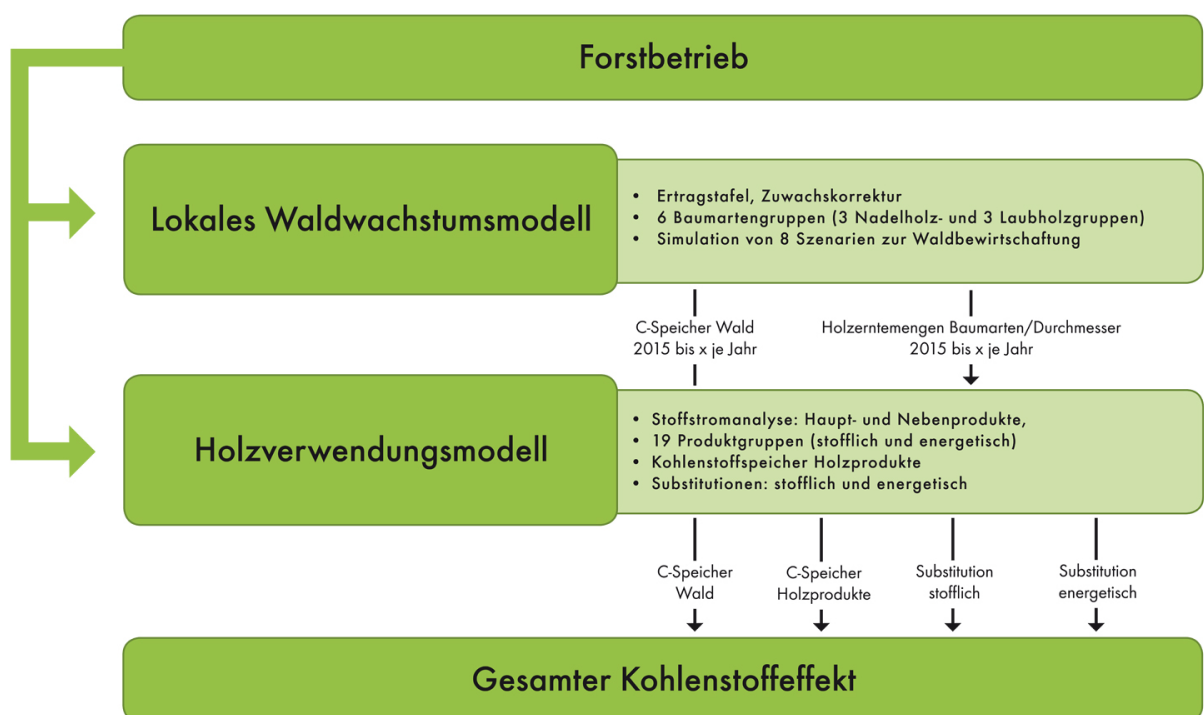 Forstbetrieb
Lokales Waldwachstumsmodell
• Ertragstafel, Zuwachskorrektur
• 6 Baumartengruppen (3 Nadelholz- und 3 Laubholzgruppen)
• Simulation von 8 Szenarien zur Waldbewirtschaftung
C-Speicher Wald
2015 bis x je Jahr
Holzerntemengen Baumarten/Durchmesser
2015 bis x je Jahr
Holzverwendungsmodell
• Stoffstromanalyse: Haupt- und Nebenprodukte,
• 19 Produktgruppen (stofflich und energetisch)
• Kohlenstoffspeicher Holzprodukte
• Substitutionen: stofflich und energetisch
C-Speicher
Wald
C-Speicher
Holzprodukte
Substitution
stofflich
Substitution
energetisch
Gesamter Kohlenstoffeffekt